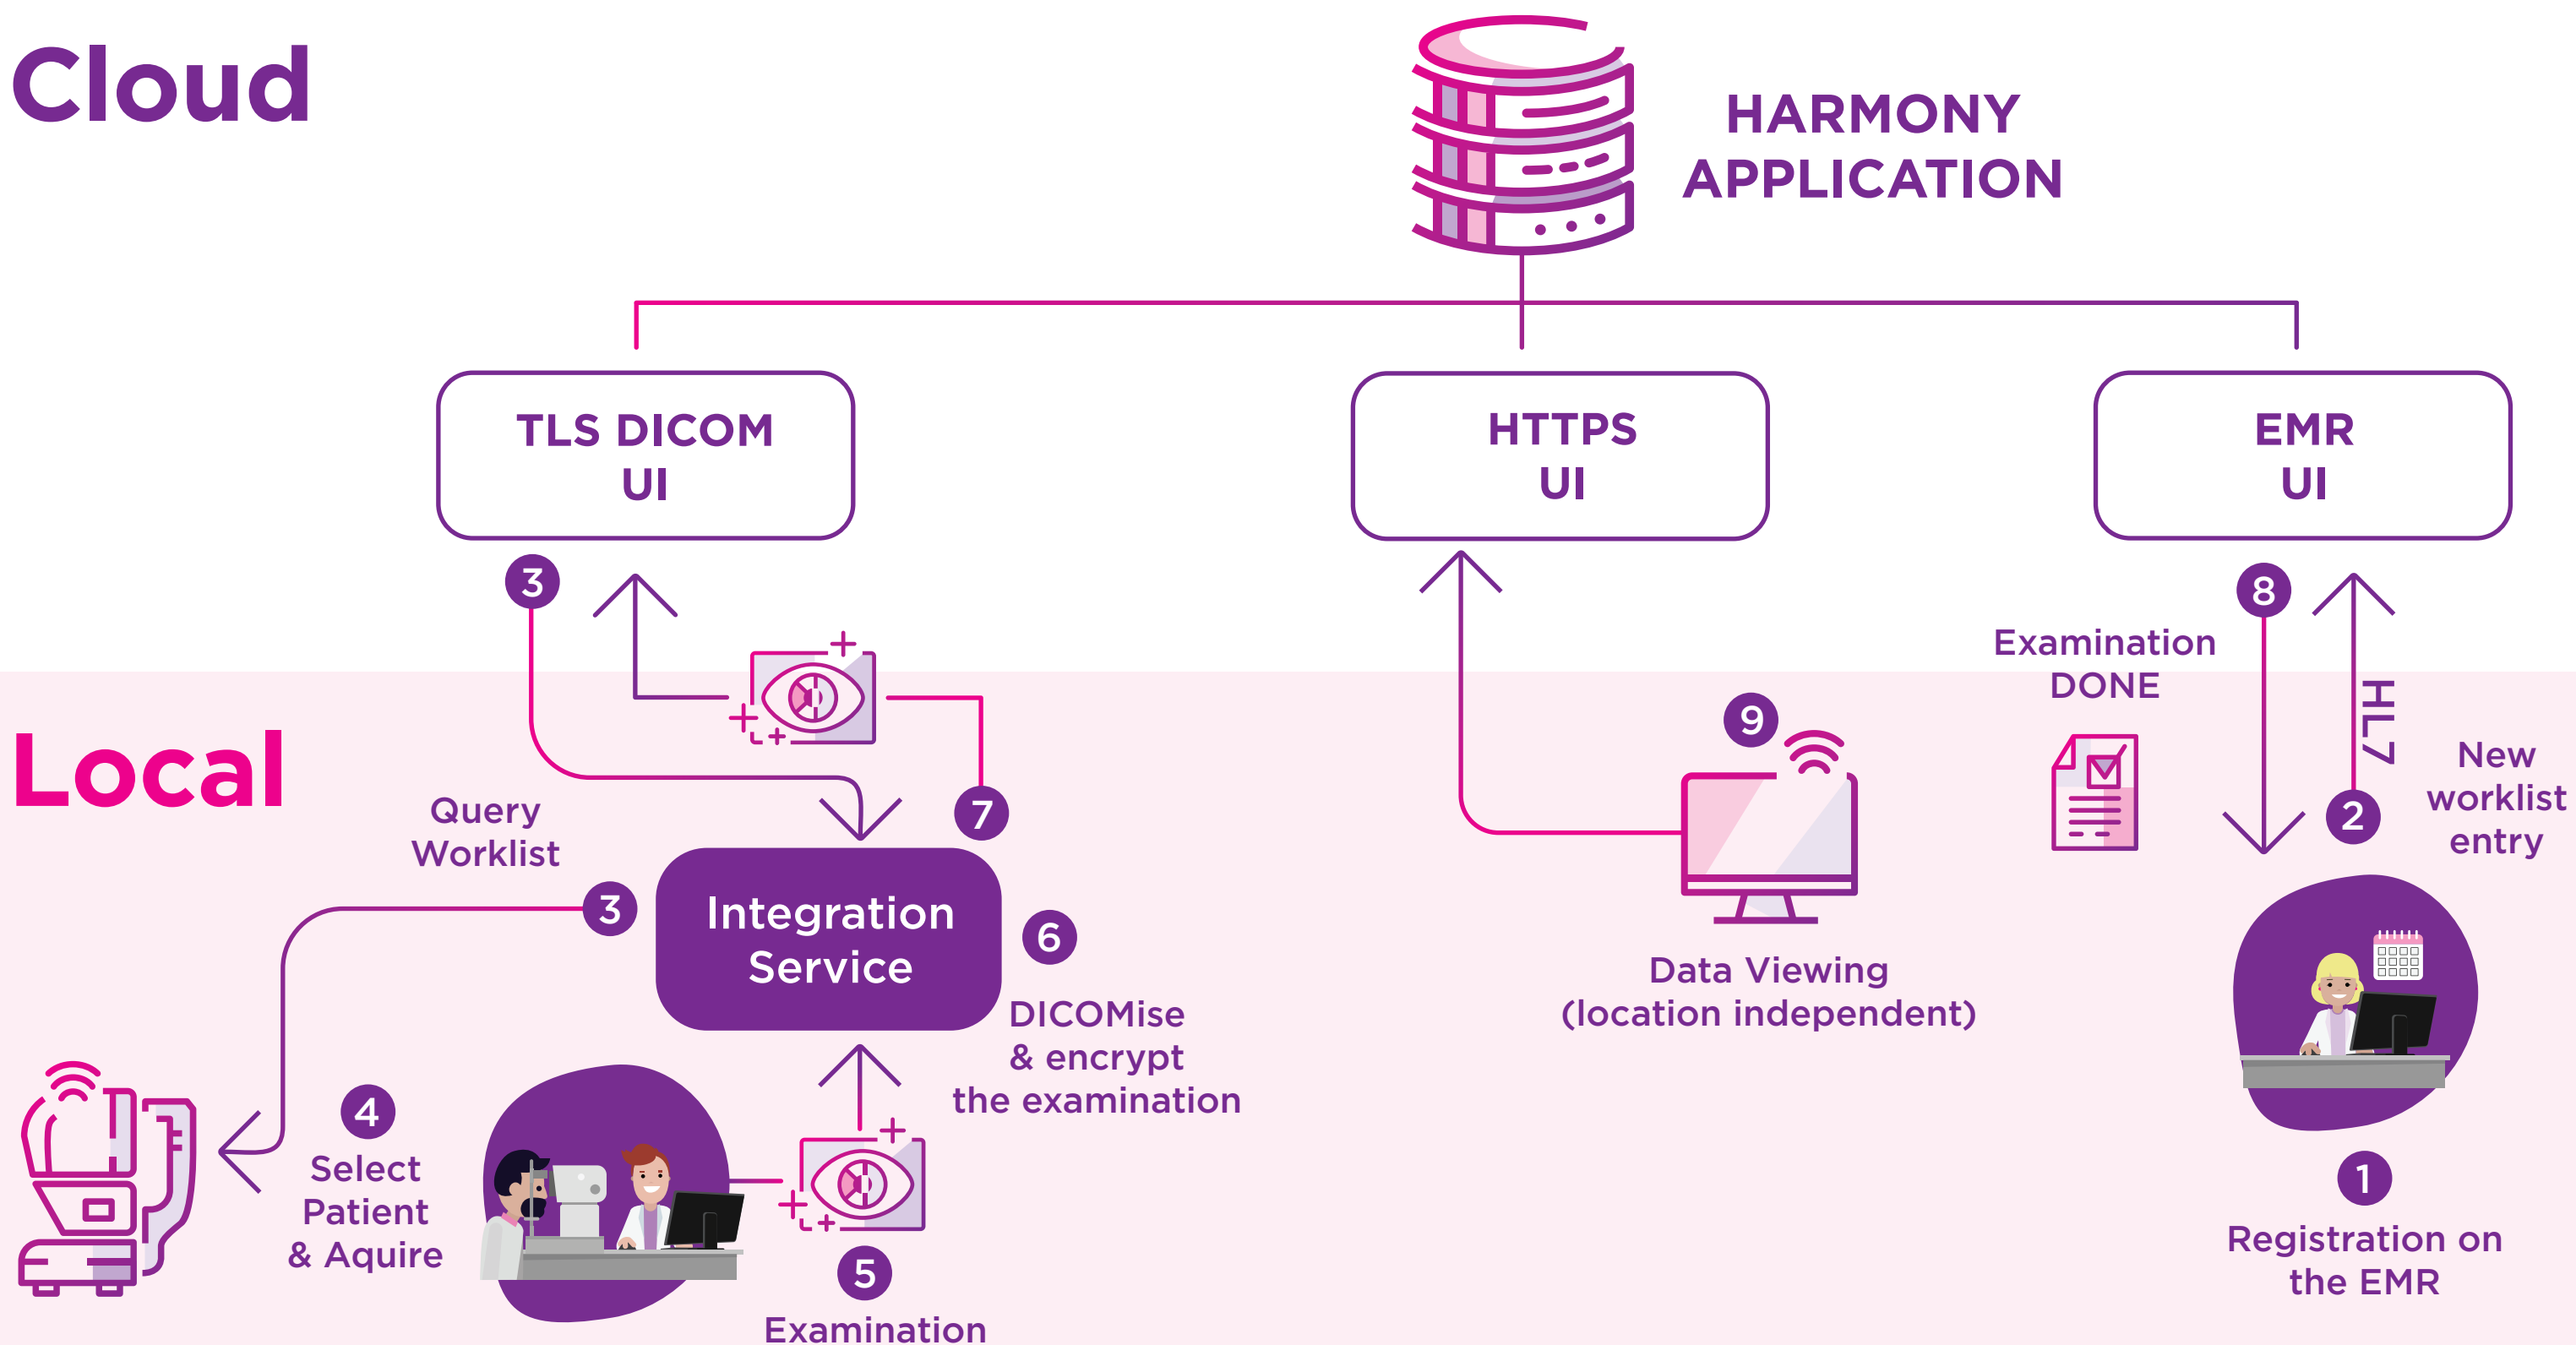 Cloud
HARMONY
APPLICATION
TLS DICOM
UI
HTTPS
UI
EMR
UI
3
8
Examination
DONE
HL7
2
New
worklist
entry
Local
Query
Worklist
7
9
3
Integration
Service
6
DICOMise
& encrypt
the examination
Data Viewing
(location independent)
4
Select
Patient
& Aquire
5
Examination
1
Registration on
the EMR